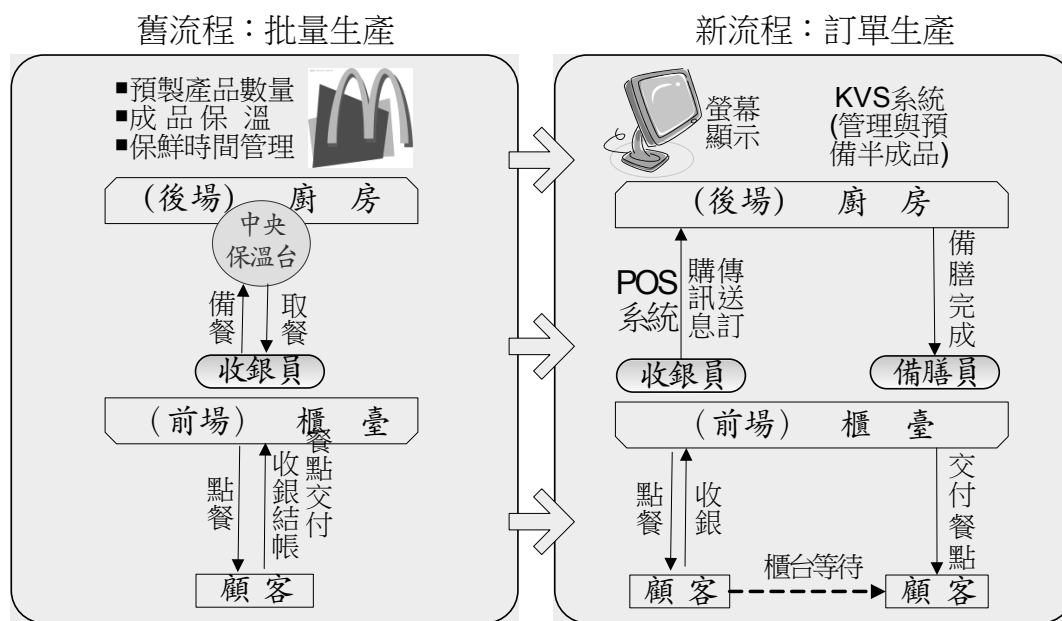 舊流程：批量生產
■預製產品數量
■成品保溫
■保鮮時間管理
(後場) 廚房
中央
保溫台
備餐
取餐
收銀員
(前場) 櫃臺
點餐
收銀結帳
餐點交付
顧客
新流程：訂單生產
螢幕
顯示
KVS系統
(管理與預
備半成品)
(後場) 廚房
POS
系統
傳送訂
購訊息
備膳完成
收銀員
備膳員
(前場) 櫃臺
點餐
收銀
交付餐點
櫃台等待
顧客
顧客